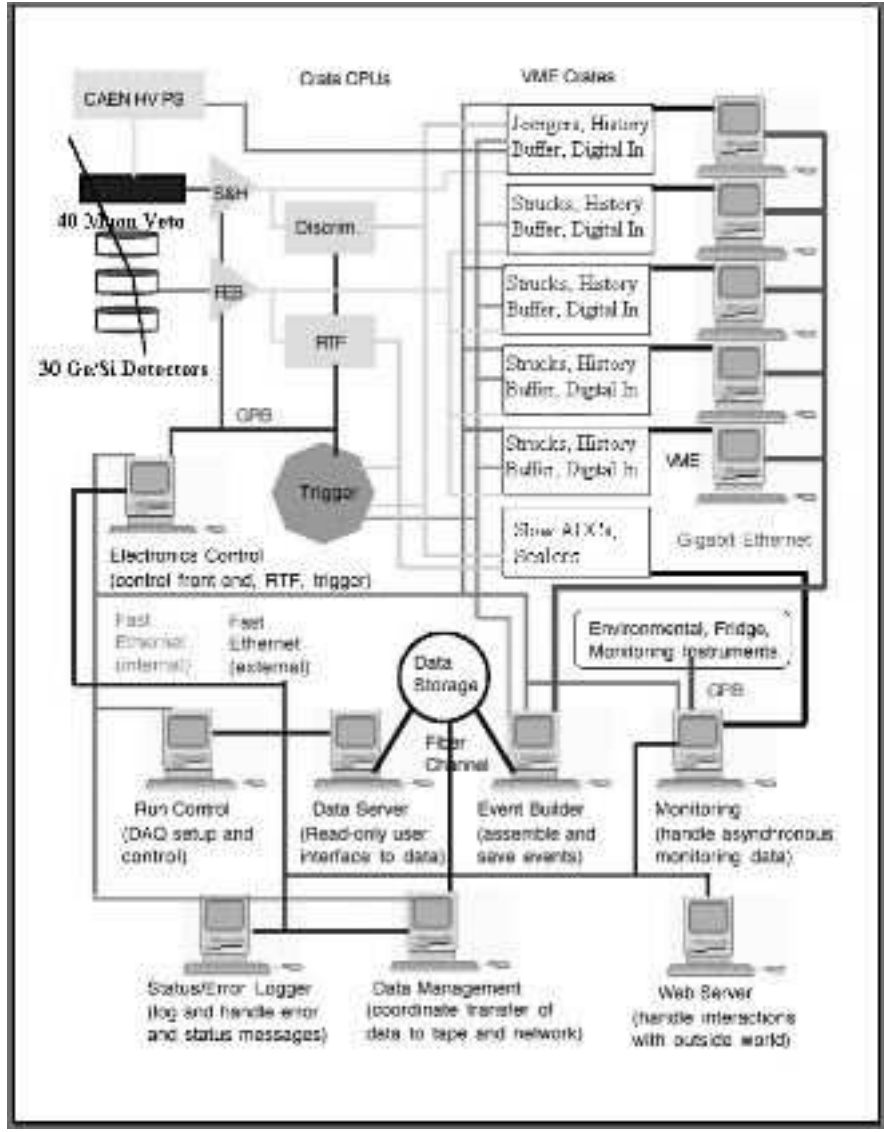 Crate CPUs
VME Crates
CAEN HV PS
Joergers, History
Buffer, Digital In
S&H
40 Muon Veto
Discrim.
Strucks, History
Buffer, Digital In
FEB
Strucks, History
Buffer, Digital In
RTF
30 Ge/Si Detectors
Strucks, History
Buffer, Digital In
GPIB
Strucks, History
Buffer, Digital In
VME
Trigger
Slow ADC's,
Scalers
Gigabit Ethernet
Electronics Control
(control front end, RTF, trigger)
Fast
Ethernet
(internal)
Fast
Ethernet
(external)
Environmental, Fridge,
Monitoring Instruments
Data
Storage
GPIB
Fiber
Channel
Run Control
(DAQ setup and
control)
Data Server
(Read-only user
interface to data)
Event Builder
(assemble and
save events)
Monitoring
(handle asynchronous
monitoring data)
Status/Error Logger
(log and handle error
and status messages)
Data Management
(coordinate transfer of
data to tape and network)
Web Server
(handle interactions
with outside world)